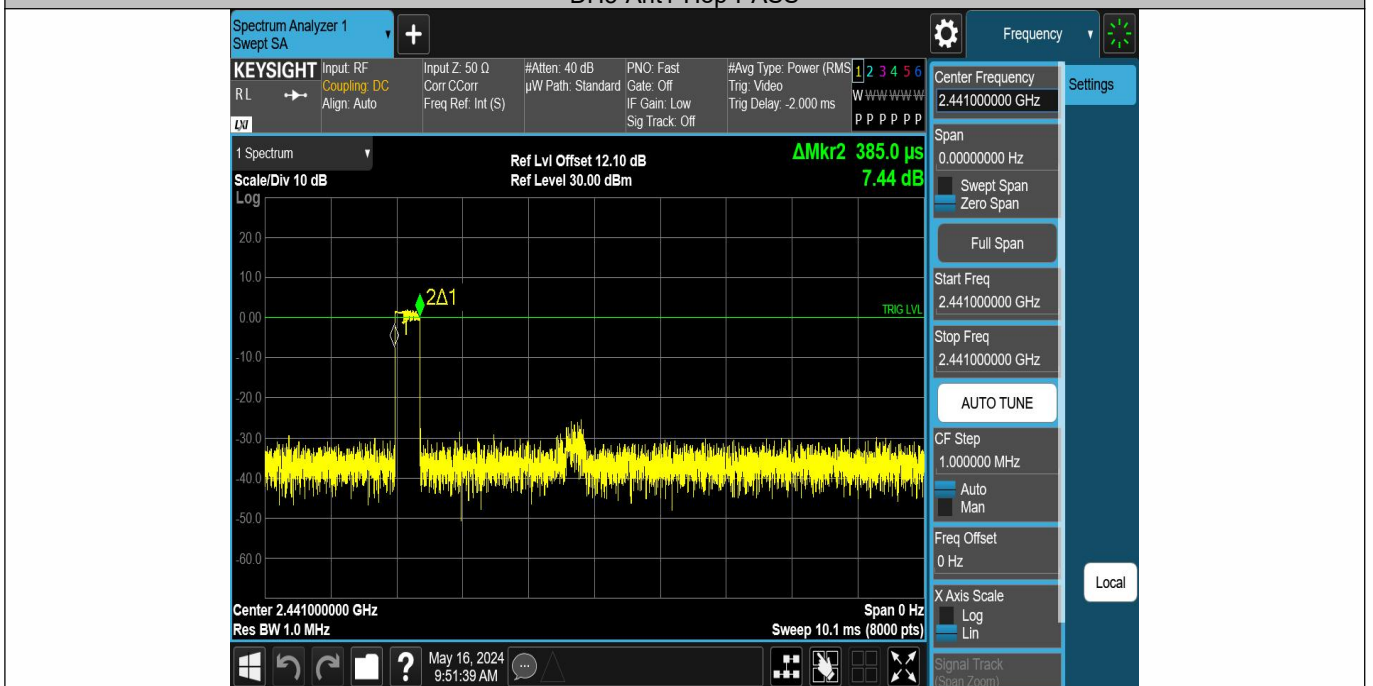 Spectrum Analyzer 1
Swept SA
Frequency
KEYSIGHT
RL
LXI
Input: RF
Coupling: DC
Align: Auto
Input Z: 50 Ω
Corr CCorr
Freq Ref: Int (S)
#Atten: 40 dB
µW Path: Standard
PNO: Fast
Gate: Off
IF Gain: Low
Sig Track: Off
#Avg Type: Power (RMS
Trig: Video
Trig Delay: -2.000 ms
1 2 3 4 5 6
W W W W W W
P P P P P P
1 Spectrum
Scale/Div 10 dB
Ref Lvl Offset 12.10 dB
Ref Level 30.00 dBm
ΔMkr2 385.0 µs
7.44 dB
Log
20.0
10.0
0.00
-10.0
-20.0
-30.0
-40.0
-50.0
-60.0
2Δ1
TRIG LVL
Center 2.441000000 GHz
Res BW 1.0 MHz
Span 0 Hz
Sweep 10.1 ms (8000 pts)
Center Frequency
2.441000000 GHz
Settings
Span
0.00000000 Hz
Swept Span
Zero Span
Full Span
Start Freq
2.441000000 GHz
Stop Freq
2.441000000 GHz
AUTO TUNE
CF Step
1.000000 MHz
Auto
Man
Freq Offset
0 Hz
X Axis Scale
Log
Lin
Local
Signal Track
(Span Zoom)
?
May 16, 2024
9:51:39 AM